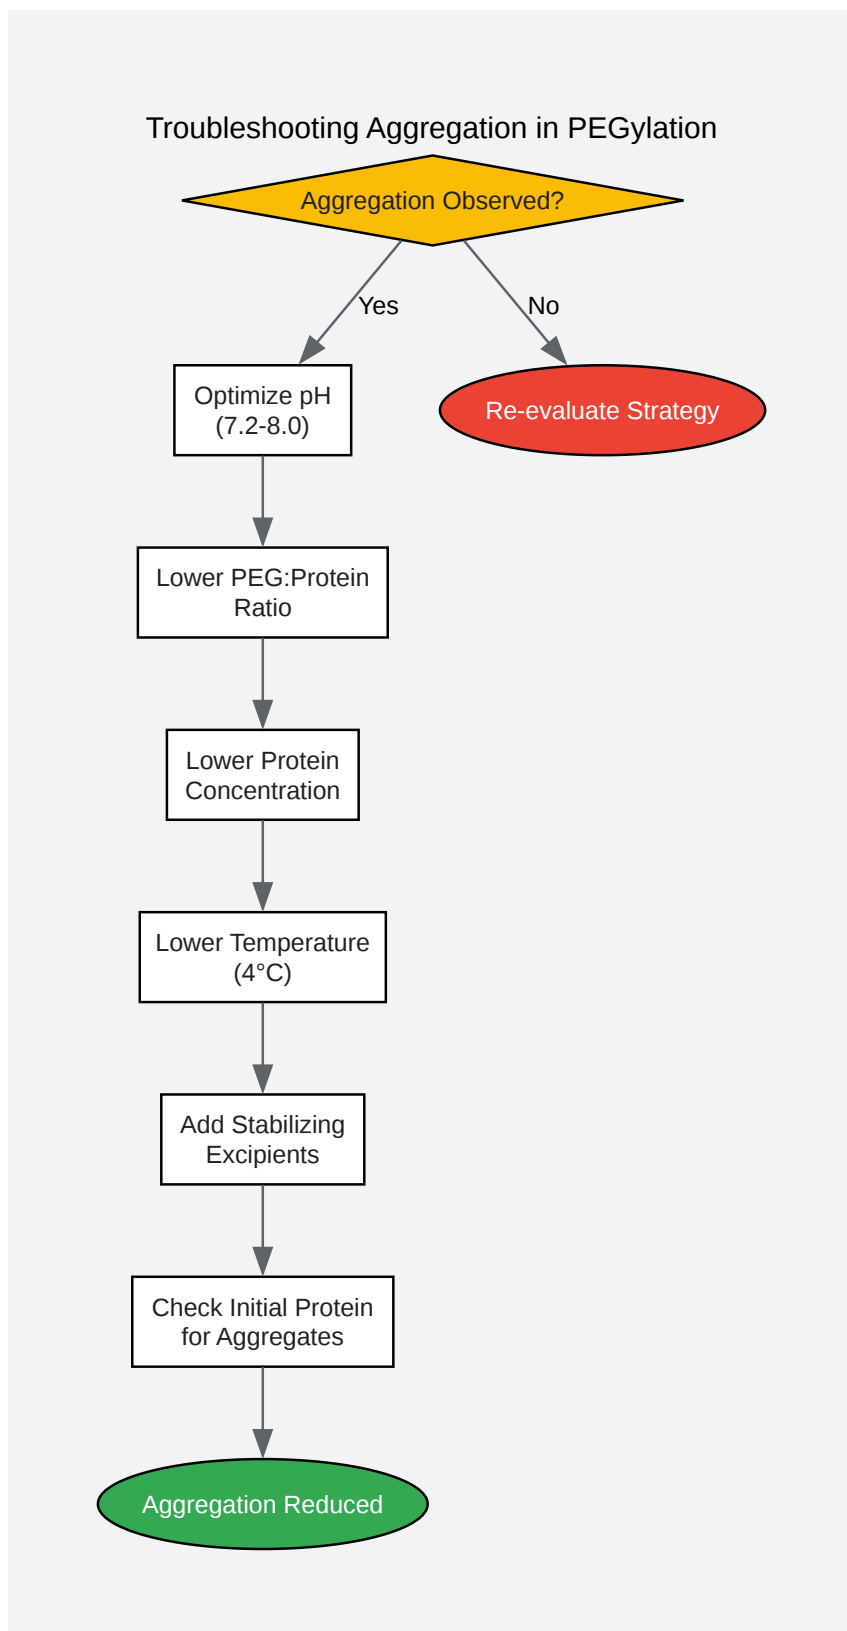 Troubleshooting Aggregation in PEGylation
Aggregation Observed?
Yes
No
Optimize pH
(7.2-8.0)
Re-evaluate Strategy
Lower PEG:Protein
Ratio
Lower Protein
Concentration
Lower Temperature
(4°C)
Add Stabilizing
Excipients
Check Initial Protein
for Aggregates
Aggregation Reduced